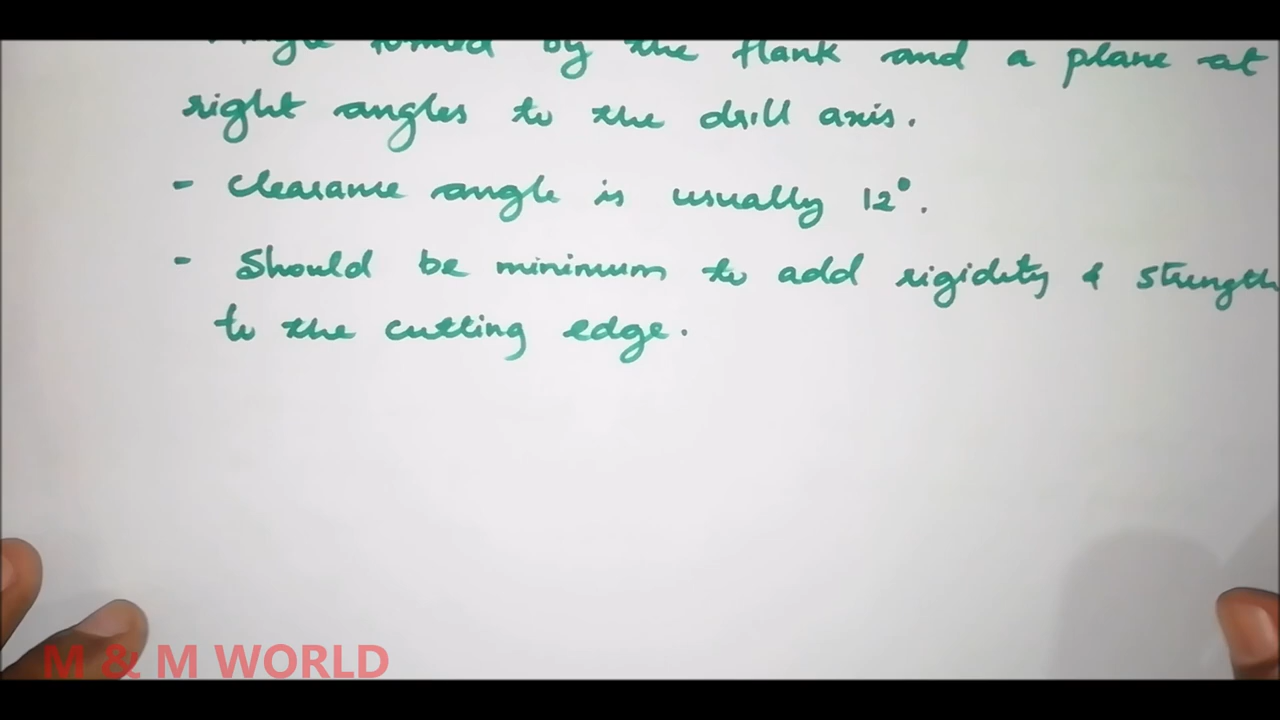 Angle formed by the flank and a plane at
right angles to the drill axis.
- Clearance angle is usually 12°.
- Should be minimum to add rigidity & strength
to the cutting edge.
M & M WORLD